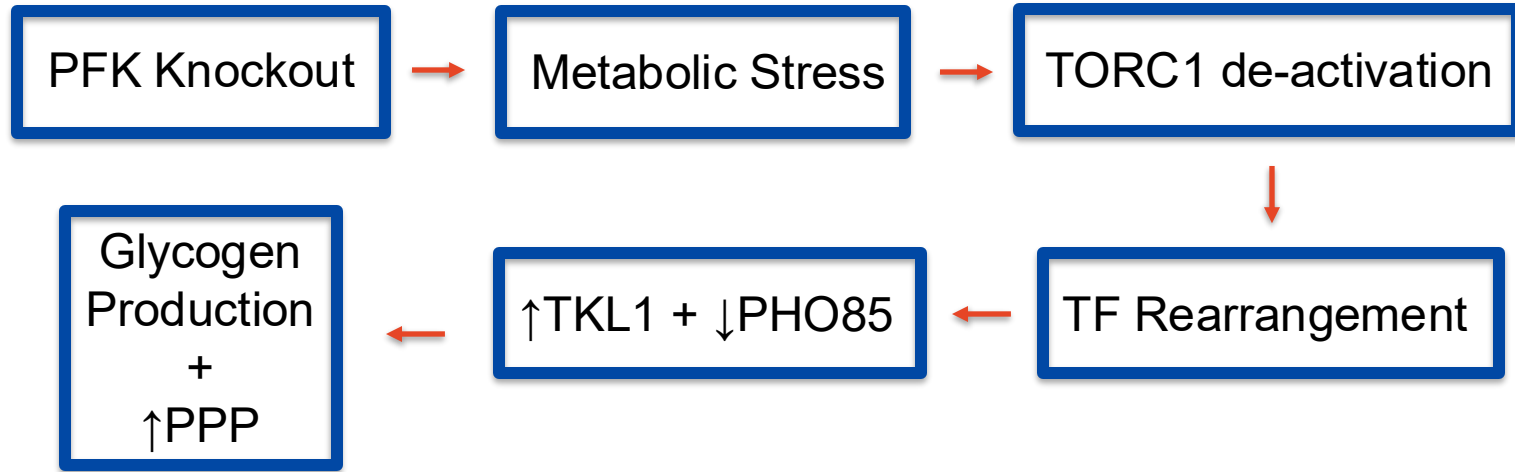 PFK Knockout
Metabolic Stress
TORC1 de-activation
TF Rearrangement
↑TKL1 + ↓PHO85
Glycogen
Production
+
↑PPP